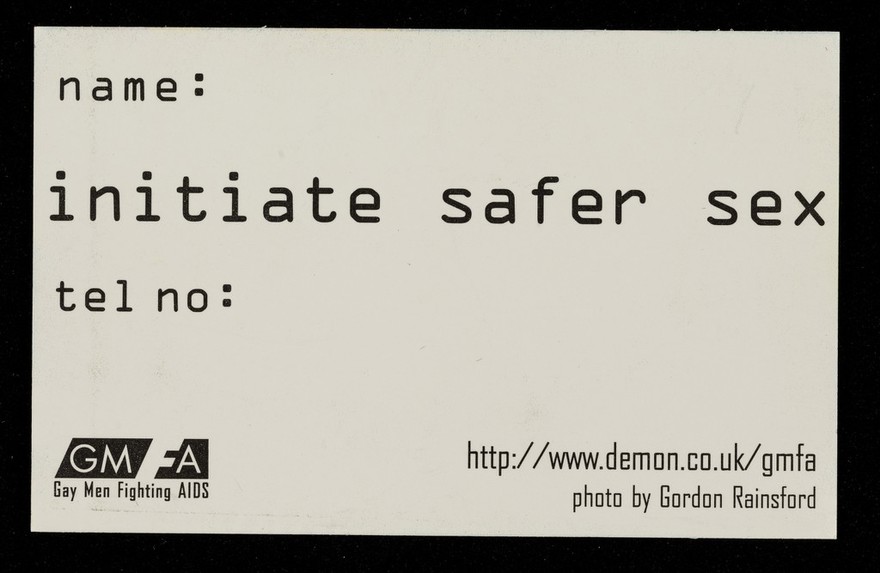 name:
initiate safer sex
tel no:
GMFA
Gay Men Fighting AIDS
http://www.demon.co.uk/gmfa
photo by Gordon Rainsford